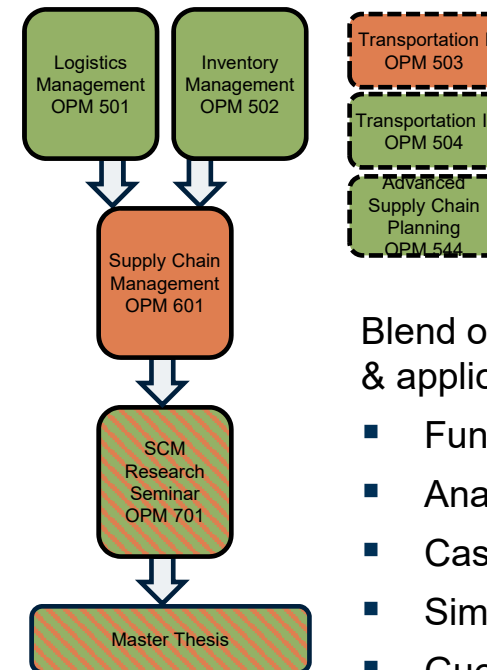 Logistics
Management
OPM 501
Inventory
Management
OPM 502
Transportation I
OPM 503
Transportation I
OPM 504
Advanced
Supply Chain
Planning
OPM 544
Supply Chain
Management
OPM 601
SCM
Research
Seminar
OPM 701
Master Thesis
Blend o
& applic
Fun
Ana
Cas
Sim